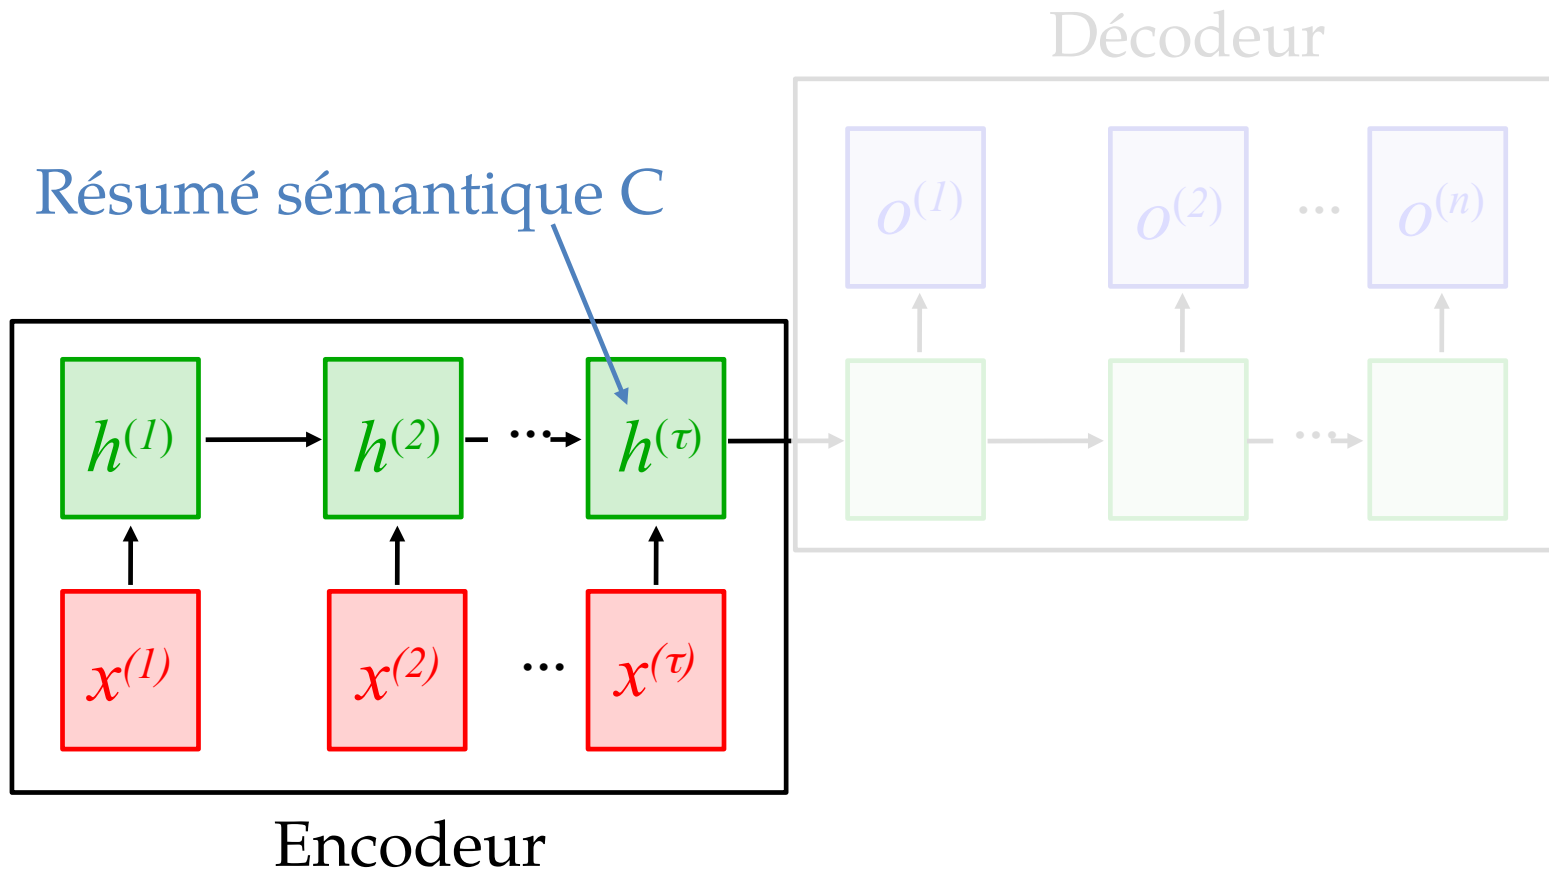 Décodeur
Résumé sémantique C
o(1) o(2) ... o(n)
h(1) h(2) ... h(τ) ...
x(1) x(2) ... x(τ)
Encodeur